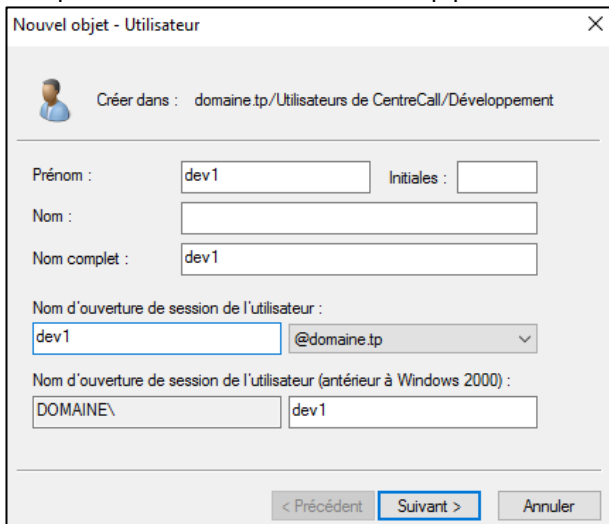 Nouvel objet - Utilisateur
Créer dans : domaine.tp/Utilisateurs de CentreCall/Développement
Prénom : dev1 Initiales :
Nom :
Nom complet : dev1
Nom d'ouverture de session de l'utilisateur :
dev1 @domaine.tp
Nom d'ouverture de session de l'utilisateur (antérieur à Windows 2000) :
DOMAINE\ dev1
< Précédent Suivant > Annuler